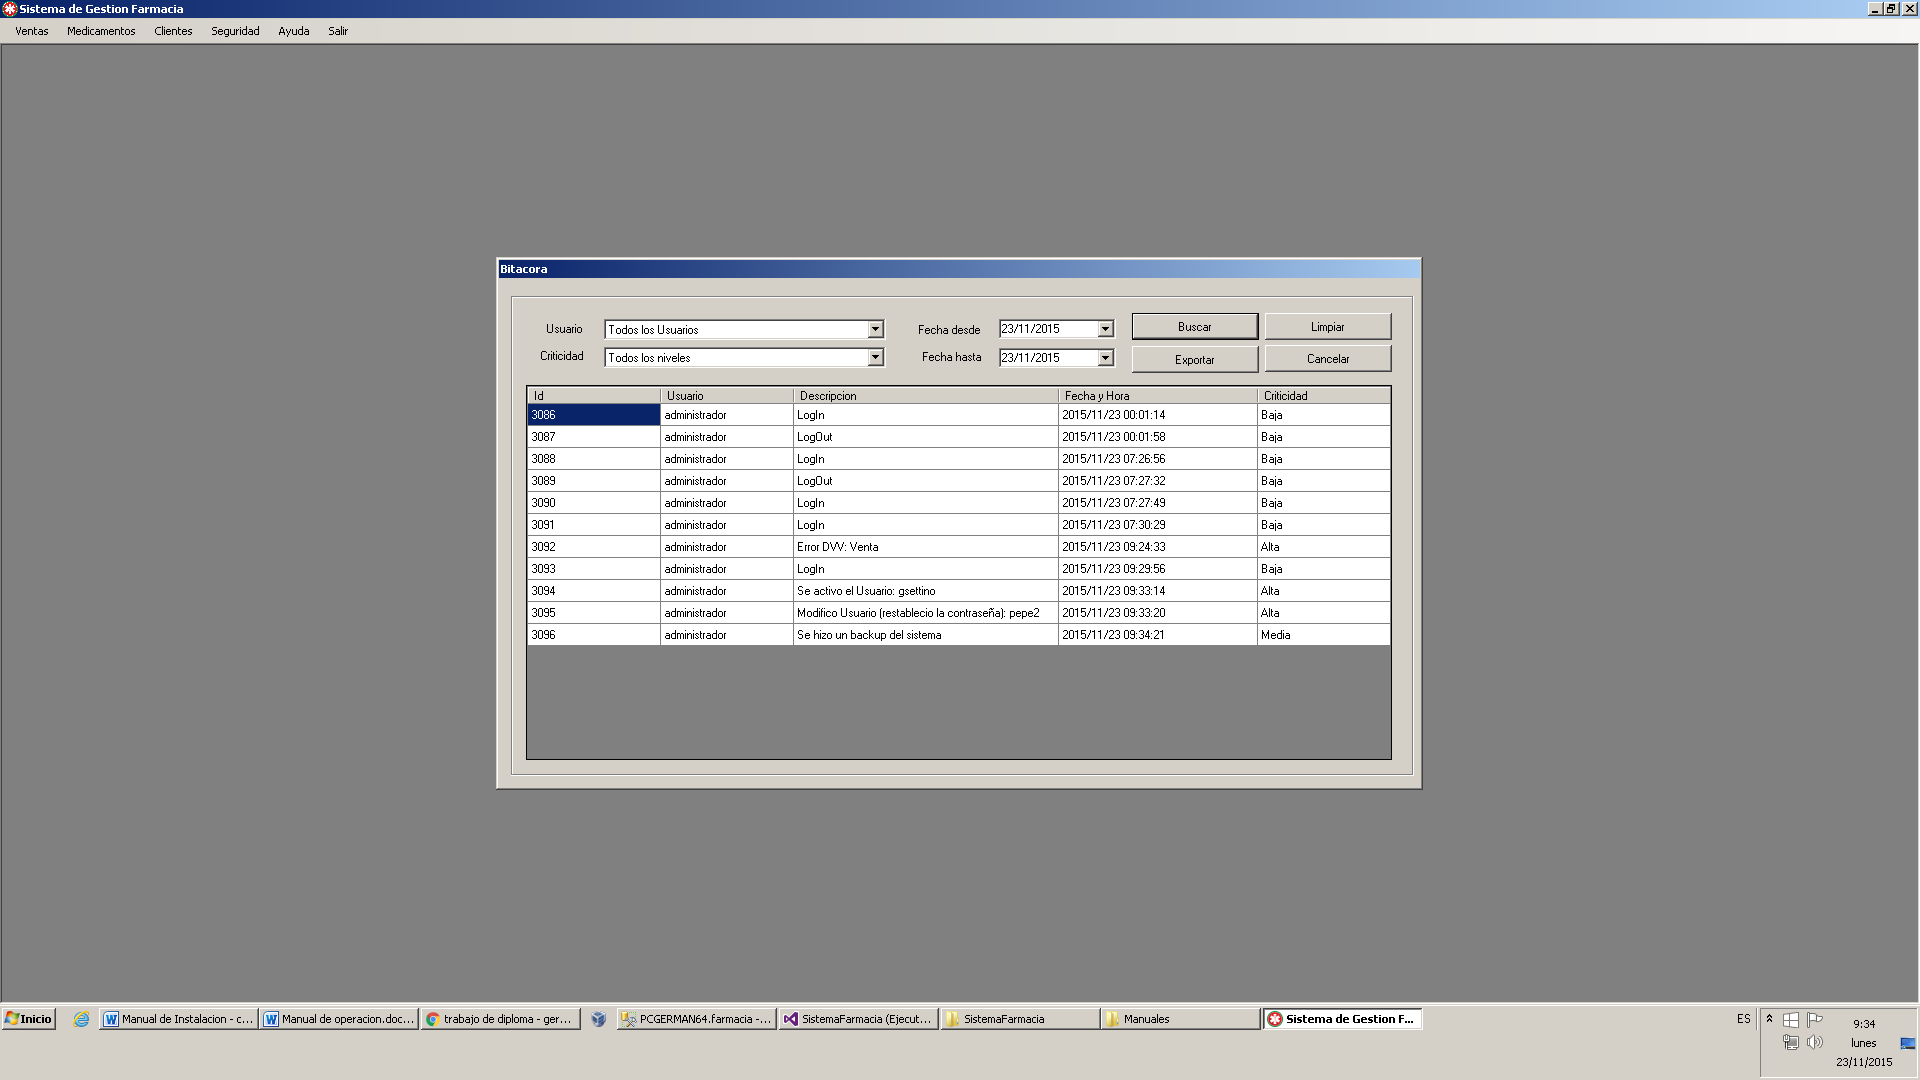 Sistema de Gestion Farmacia
Ventas Medicamentos Clientes Seguridad Ayuda Salir
Bitacora
Usuario Todos los Usuarios Fecha desde 23/11/2015 Buscar Limpiar
Criticidad Todos los niveles Fecha hasta 23/11/2015 Exportar Cancelar
Id Usuario Descripcion Fecha y Hora Criticidad
3086 administrador LogIn 2015/11/23 00:01:14 Baja
3087 administrador LogOut 2015/11/23 00:01:58 Baja
3088 administrador LogIn 2015/11/23 07:26:56 Baja
3089 administrador LogOut 2015/11/23 07:27:32 Baja
3090 administrador LogIn 2015/11/23 07:27:49 Baja
3091 administrador LogIn 2015/11/23 07:30:29 Baja
3092 administrador Error DVV: Venta 2015/11/23 09:24:33 Alta
3093 administrador LogIn 2015/11/23 09:29:56 Baja
3094 administrador Se activo el Usuario: gsettino 2015/11/23 09:33:14 Alta
3095 administrador Modifico Usuario (restablecio la contraseña): pepe2 2015/11/23 09:33:20 Alta
3096 administrador Se hizo un backup del sistema 2015/11/23 09:34:21 Media
Inicio Manual de Instalacion - c... Manual de operacion.doc... trabajo de diploma - ger... PCGERMAN64.farmacia -... SistemaFarmacia (Ejecut... SistemaFarmacia Manuales Sistema de Gestion F... ES
9:34
lunes
23/11/2015